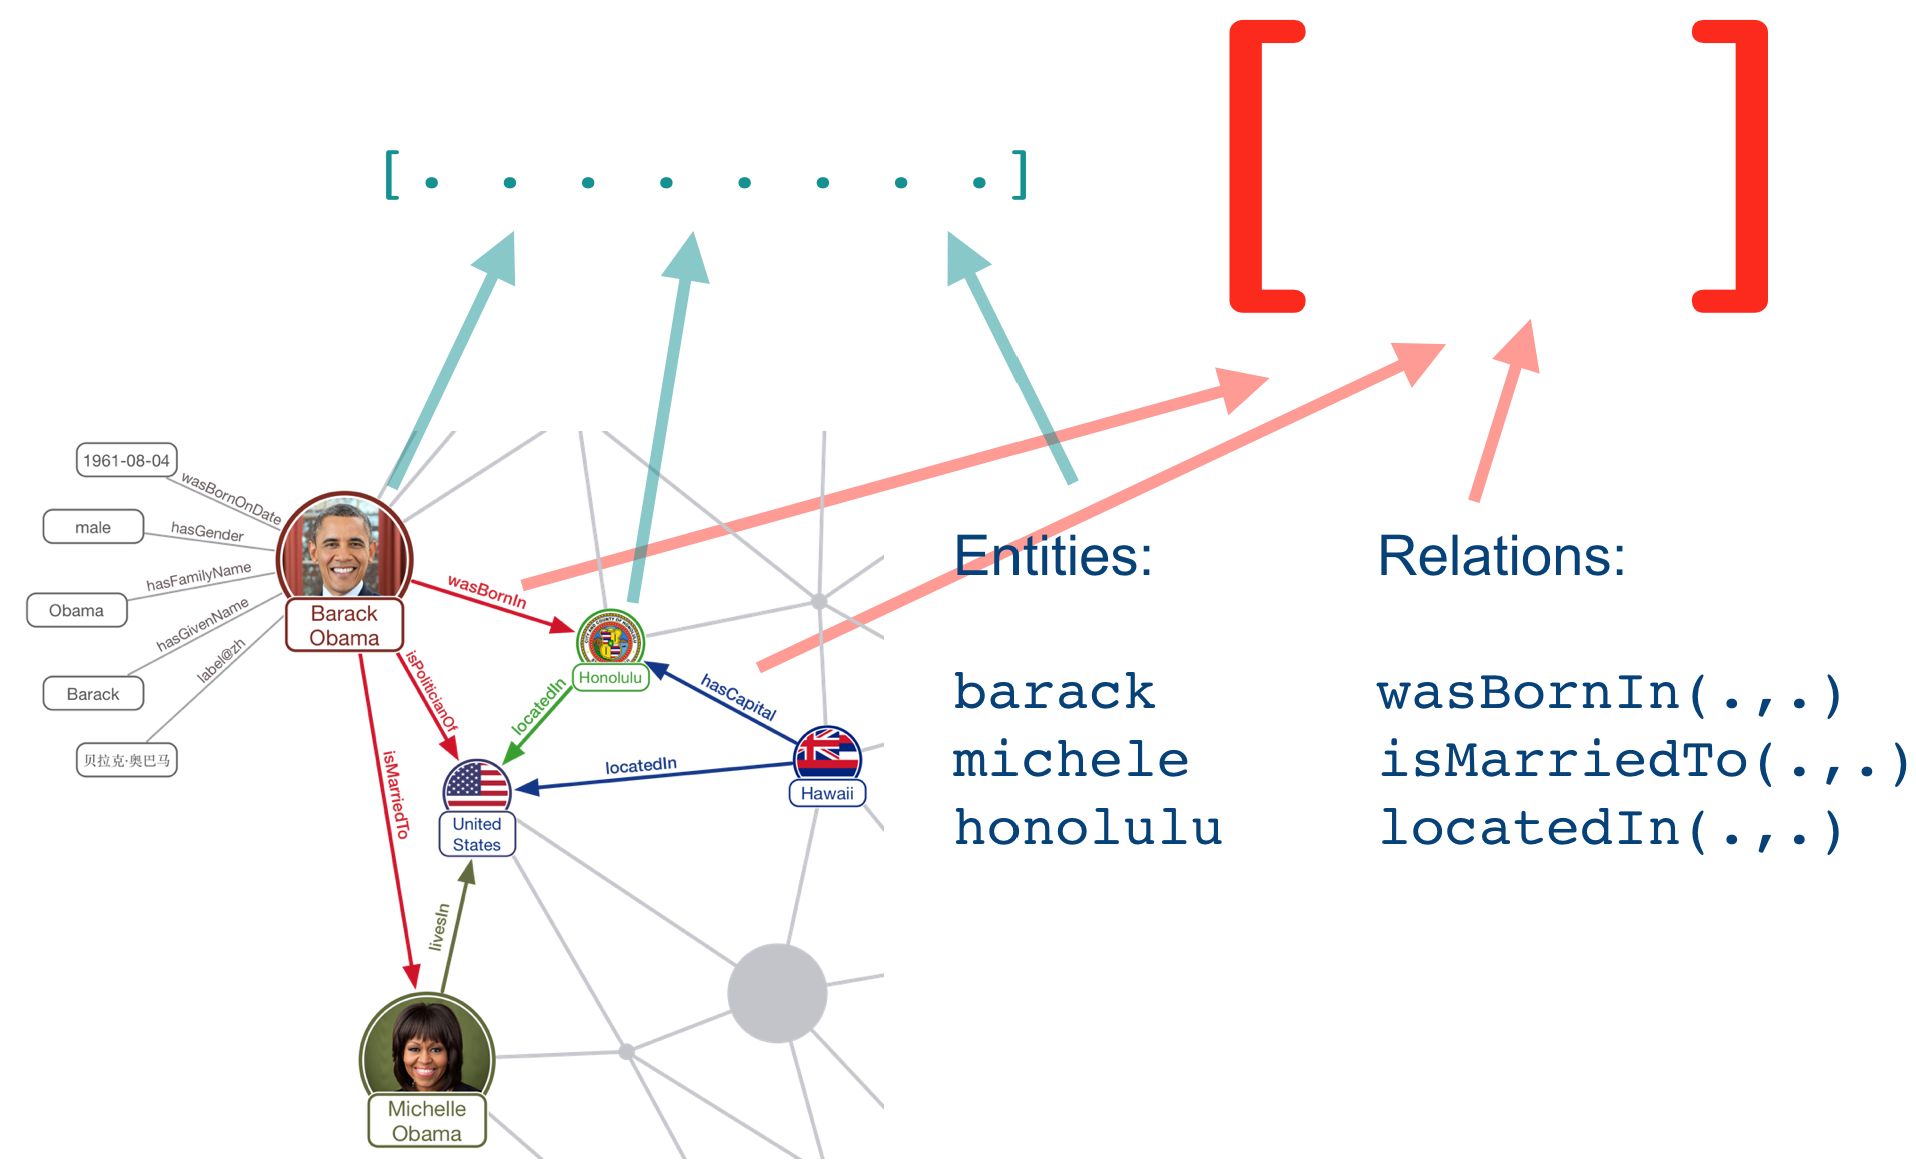 [. . . . . . . .]
[ ]
1961-08-04
wasBornOnDate
male
hasGender
Obama
hasFamilyName
Barack
hasGivenName
贝拉克·奥巴马
label@zh
Barack
Obama
wasBornIn
isPoliticianOf
isMarriedTo
Honolulu
locatedIn
hasCapital
locatedIn
Hawaii
United
States
livesIn
Michelle
Obama
Entities:
barack
michele
honolulu
Relations:
wasBornIn(.,.)
isMarriedTo(.,.)
locatedIn(.,.)